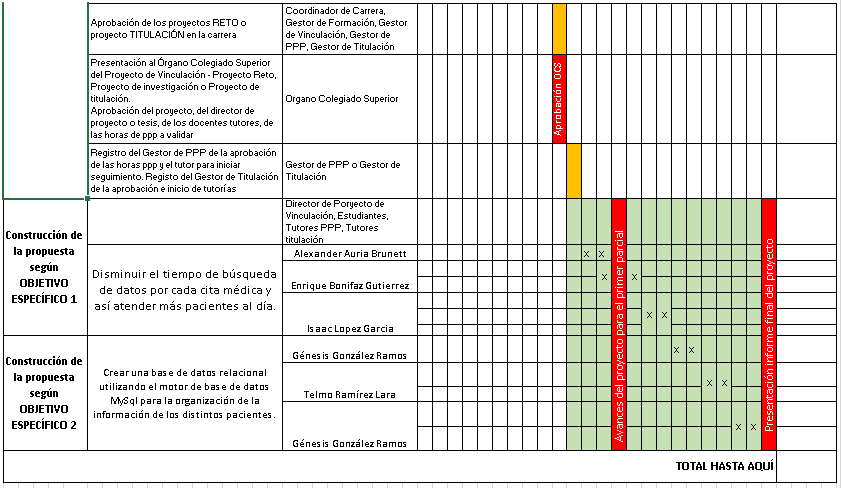 Aprobación de los proyectos RETO o
proyecto TITULACIÓN en la carrera
Coordinador de Carrera,
Gestor de Formación, Gestor
de Vinculación, Gestor de
PPP, Gestor de Titulación
Presentación al Órgano Colegiado Superior
del Proyecto de Vinculación - Proyecto Reto,
Proyecto de investigación o Proyecto de
titulación.
Aprobación del proyecto, del director de
proyecto o tesis, de los docentes tutores, de
las horas de ppp a validar
Organo Colegiado Superior
Aprobación OCS
Registro del Gestor de PPP de la aprobación
de las horas ppp y el tutor para iniciar
seguimiento. Registo del Gestor de Titulación
de la aprobación e inicio de tutorías
Gestor de PPP o Gestor de
Titulación
Construcción de
la propuesta
según
OBJETIVO
ESPECÍFICO 1
Disminuir el tiempo de búsqueda
de datos por cada cita médica y
así atender más pacientes al día.
Director de Poryecto de
Vinculación, Estudiantes,
Tutores PPP, Tutores
titulación
Alexander Auria Brunett
x x
Enrique Bonifaz Gutierrez
x x
Isaac Lopez Garcia
x x
Avances del proyecto para el primer parcial
Presentación informe final del proyecto
Construcción de
la propuesta
según
OBJETIVO
ESPECÍFICO 2
Crear una base de datos relacional
utilizando el motor de base de datos
MySql para la organización de la
información de los distintos pacientes.
Génesis González Ramos
x x
Telmo Ramírez Lara
x x
Génesis González Ramos
x x
TOTAL HASTA AQUÍ